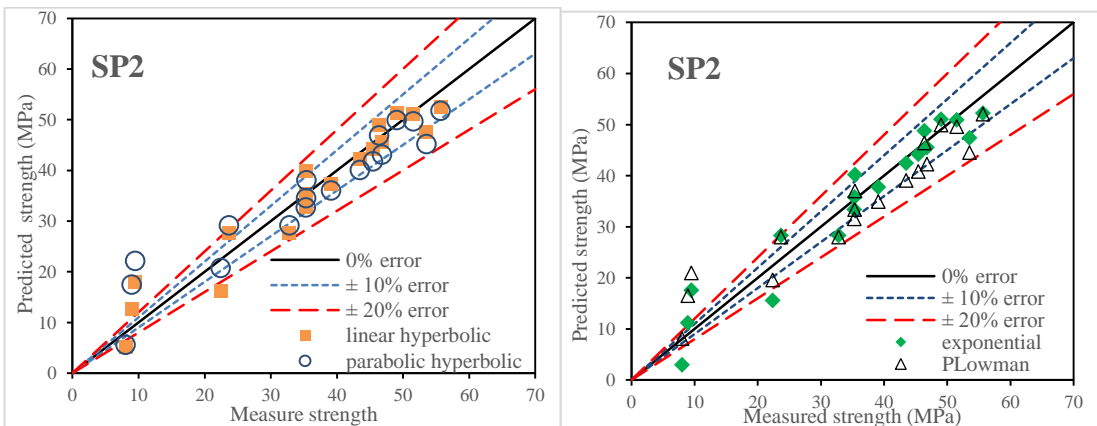 SP2
Predicted strength (MPa)
70
60
50
40
30
20
10
0
0% error
± 10% error
± 20% error
linear hyperbolic
parabolic hyperbolic
0 10 20 30 40 50 60 70
Measure strength
SP2
Predicted strength (MPa)
70
60
50
40
30
20
10
0
0% error
± 10% error
± 20% error
exponential
PLowman
0 10 20 30 40 50 60 70
Measured strength (MPa)